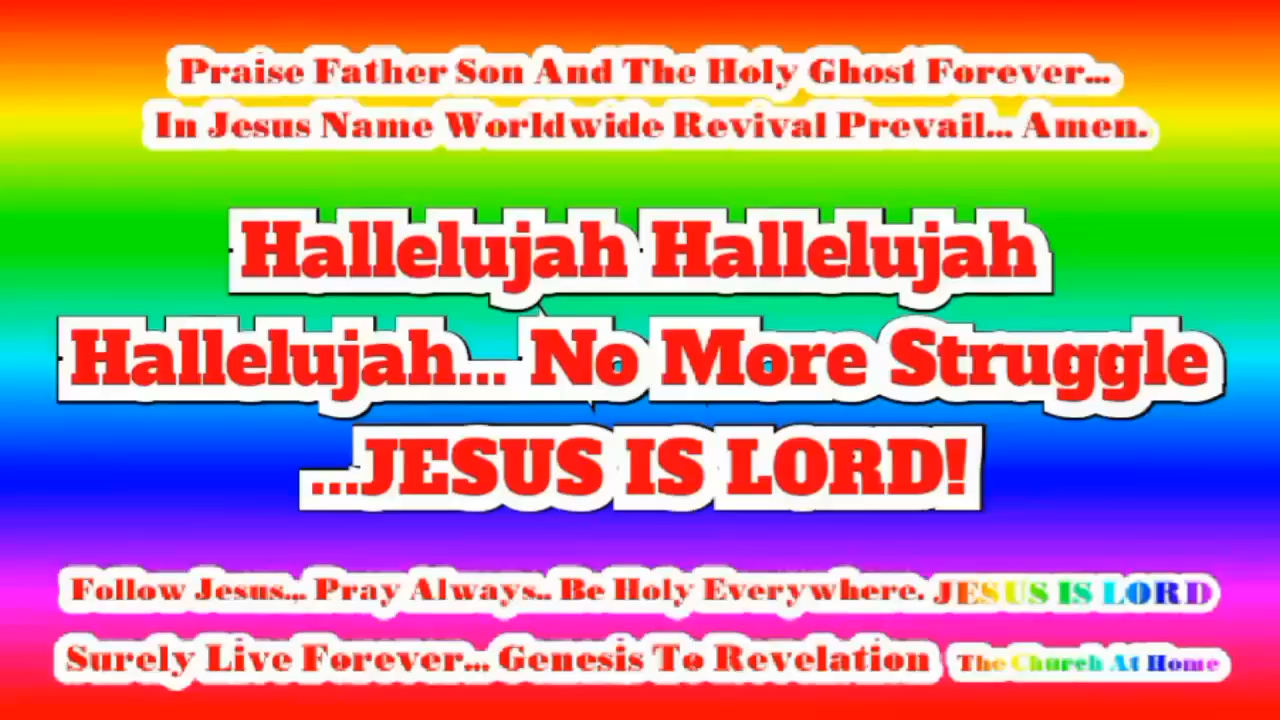 Praise Father Son And The Holy Ghost Forever...
In Jesus Name Worldwide Revival Prevail... Amen.
Hallelujah Hallelujah
Hallelujah... No More Struggle
...JESUS IS LORD!
Follow Jesus... Pray Always.. Be Holy Everywhere. JESUS IS LORD
Surely Live Forever... Genesis To Revelation The Church At Home